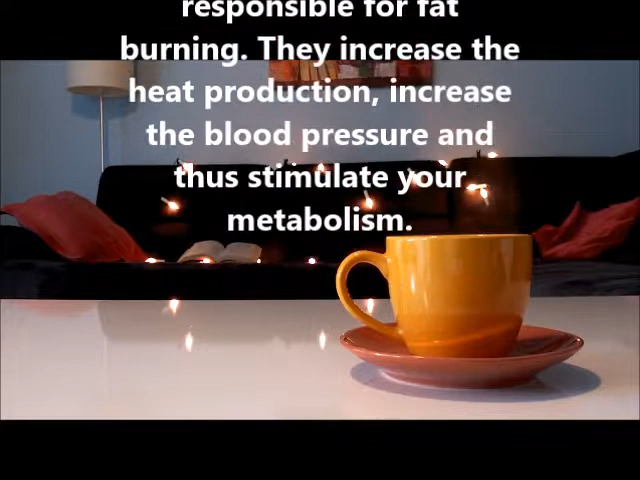 responsible for fat
burning. They increase the
heat production, increase
the blood pressure and
thus stimulate your
metabolism.